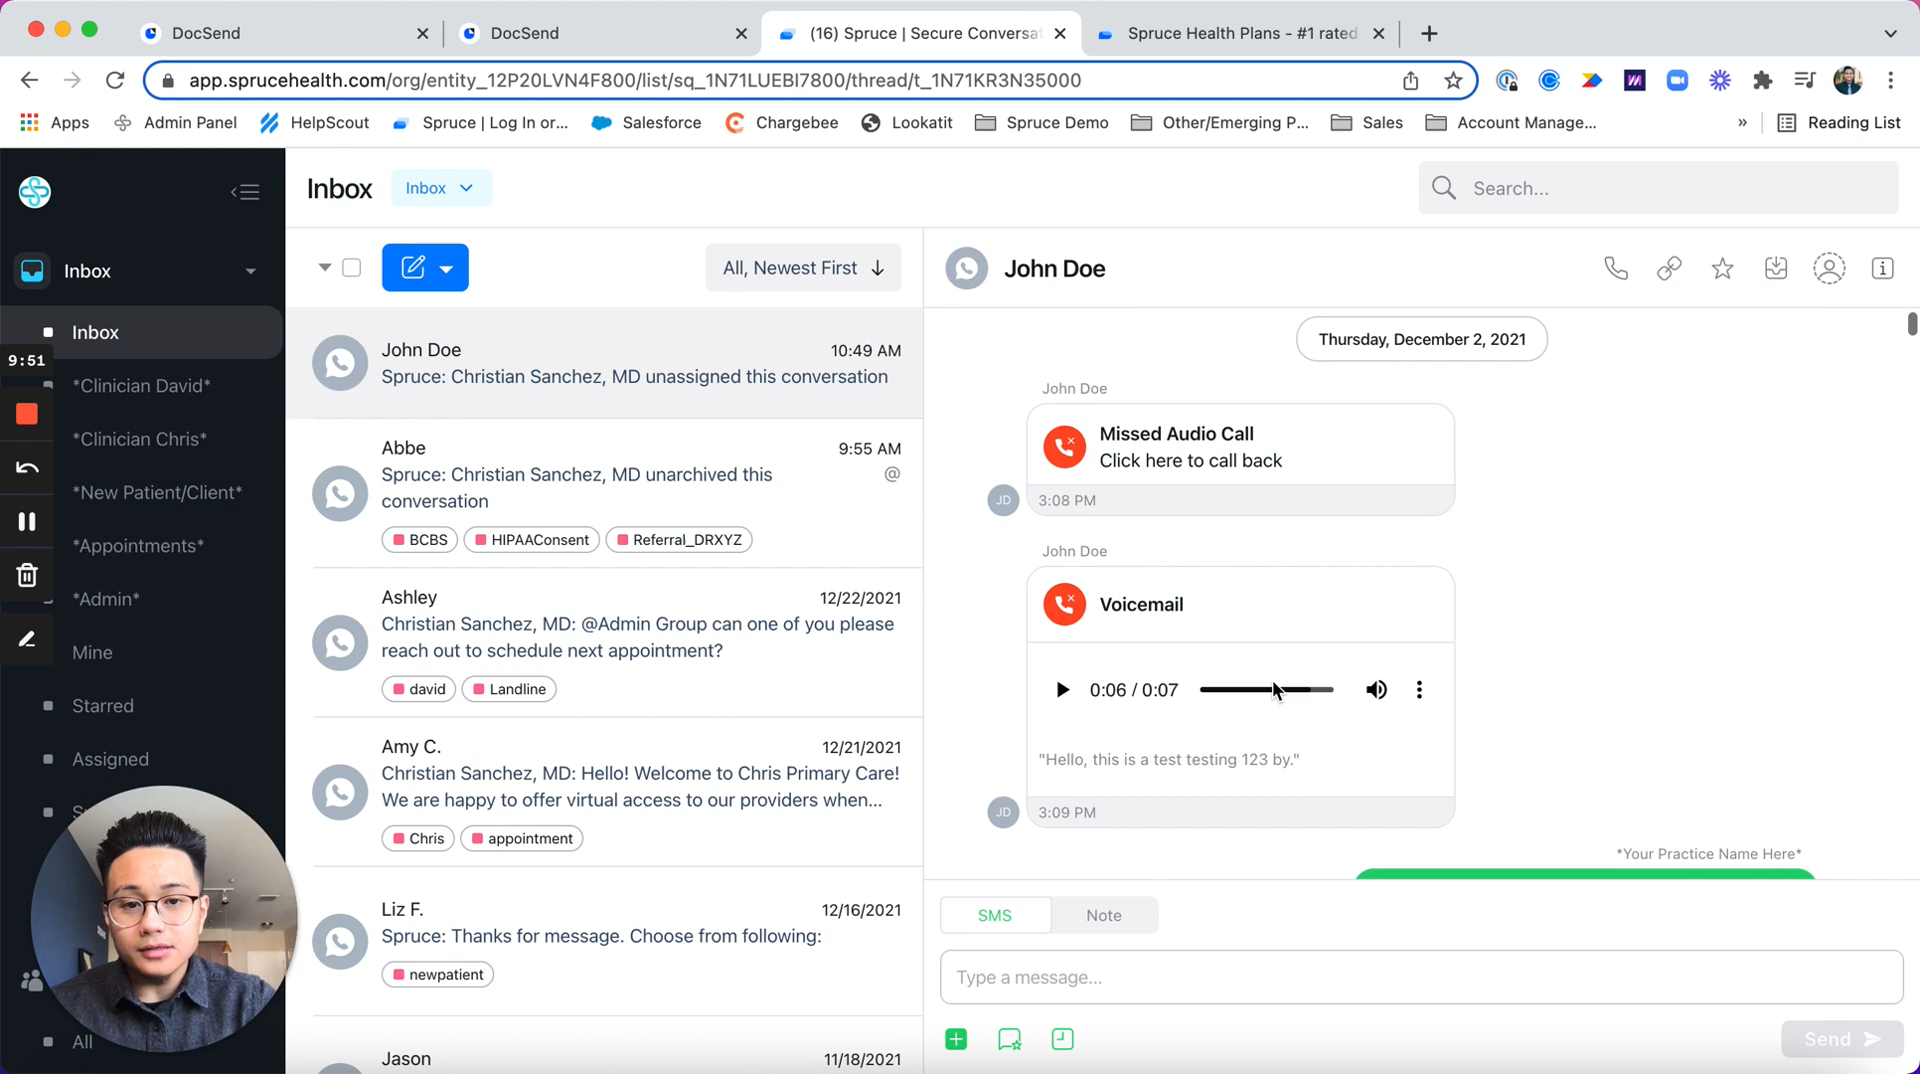 DocSend
DocSend
(16) Spruce | Secure Conversat
Spruce Health Plans - #1 rated
app.sprucehealth.com/org/entity_12P20LVN4F800/list/sq_1N71LUEBI7800/thread/t_1N71KR3N35000
Apps
Admin Panel
HelpScout
Spruce | Log In or...
Salesforce
Chargebee
Lookatit
Spruce Demo
Other/Emerging P...
Sales
Account Manage...
»
Reading List
Inbox
Inbox
9:51
*Clinician David*
*Clinician Chris*
*New Patient/Client*
*Appointments*
*Admin*
Mine
Starred
Assigned
S
All
Inbox
Inbox
Search...
All, Newest First
John Doe
10:49 AM
Spruce: Christian Sanchez, MD unassigned this conversation
Abbe
9:55 AM
Spruce: Christian Sanchez, MD unarchived this
@
conversation
BCBS
HIPAAConsent
Referral_DRXYZ
Ashley
12/22/2021
Christian Sanchez, MD: @Admin Group can one of you please
reach out to schedule next appointment?
david
Landline
Amy C.
12/21/2021
Christian Sanchez, MD: Hello! Welcome to Chris Primary Care!
We are happy to offer virtual access to our providers when...
Chris
appointment
Liz F.
12/16/2021
Spruce: Thanks for message. Choose from following:
newpatient
Jason
11/18/2021
John Doe
Thursday, December 2, 2021
John Doe
Missed Audio Call
Click here to call back
JD
3:08 PM
John Doe
Voicemail
0:06 / 0:07
"Hello, this is a test testing 123 by."
JD
3:09 PM
*Your Practice Name Here*
SMS
Note
Type a message...
Send